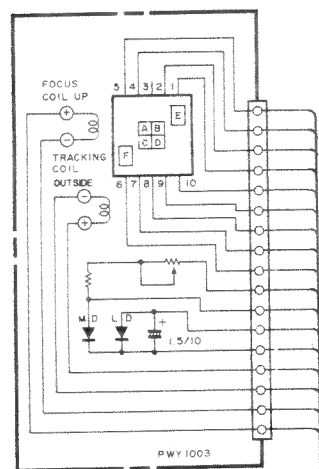 5 4 3 2 1
FOCUS
COIL UP
+
E
A B
−
C D
TRACKING
COIL
F
OUTSIDE
−
6 7 8 9 10
+
M D L D
+
1.5/10
PWY1003